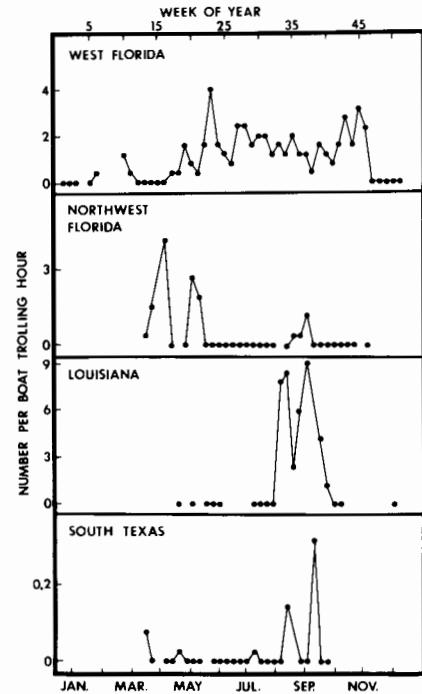 WEEK OF YEAR
5 15 25 35 45
WEST FLORIDA
4
2
0
NORTHWEST
FLORIDA
3
0
LOUISIANA
9
6
3
0
SOUTH TEXAS
0,2
0
NUMBER PER BOAT TROLLING HOUR
JAN. MAR. MAY JUL. SEP. NOV.